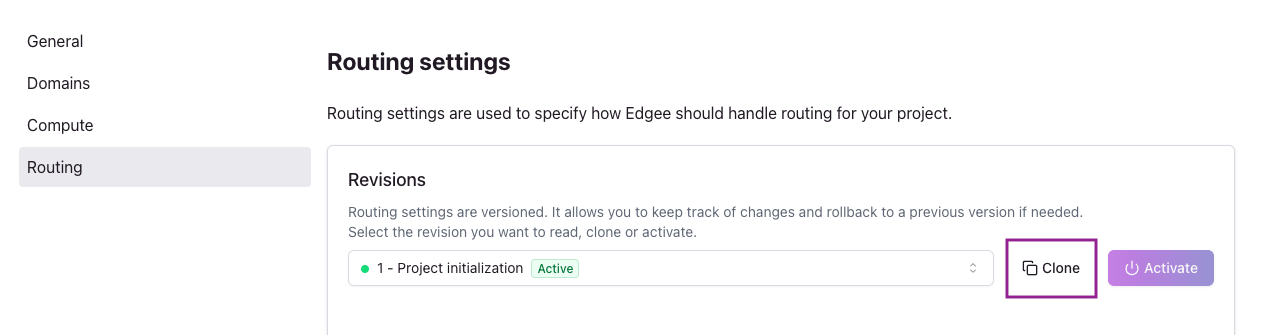 General
Domains
Compute
Routing
Routing settings
Routing settings are used to specify how Edgee should handle routing for your project.
Revisions
Routing settings are versioned. It allows you to keep track of changes and rollback to a previous version if needed.
Select the revision you want to read, clone or activate.
1 - Project initialization Active Clone Activate